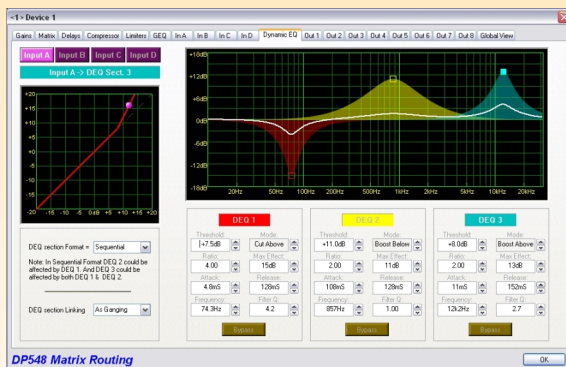 <1> Device 1
Gains Matrix Delays Compressor Limiters GEQ In A In B In C In D Dynamic EQ Out 1 Out 2 Out 3 Out 4 Out 5 Out 6 Out 7 Out 8 Global View
Input A Input B Input C Input D
Input A -> DEQ Sect. 3
+20
+15
+10
+5
+0
-5
-10
-15
-20 -15 -10 -5 0dB +5 +10 +15 +20
+18dB
+12dB
+6dB
0dB
-6dB
-12dB
-18dB
20Hz 50Hz 100Hz 200Hz 500Hz 1kHz 2kHz 5kHz 10kHz 20kHz
DEQ section Format = Sequential
Note: In Sequential Format DEQ 2 could be
affected by DEQ 1. And DEQ 3 could be
affected by both DEQ 1 & DEQ 2.
DEQ section Linking As Ganging
DEQ 1
Threshold: Mode:
+7.5dB Cut Above
Ratio: Max Effect:
4.00 15dB
Attack: Release:
4.8mS 128mS
Frequency: Filter Q:
74.3Hz 4.2
Bypass
DEQ 2
Threshold: Mode:
+11.0dB Boost Below
Ratio: Max Effect:
2.00 11dB
Attack: Release:
108mS 128mS
Frequency: Filter Q:
857Hz 1.00
Bypass
DEQ 3
Threshold: Mode:
+8.0dB Boost Above
Ratio: Max Effect:
2.00 13dB
Attack: Release:
11mS 152mS
Frequency: Filter Q:
12k2Hz 2.7
Bypass
DP548 Matrix Routing
OK